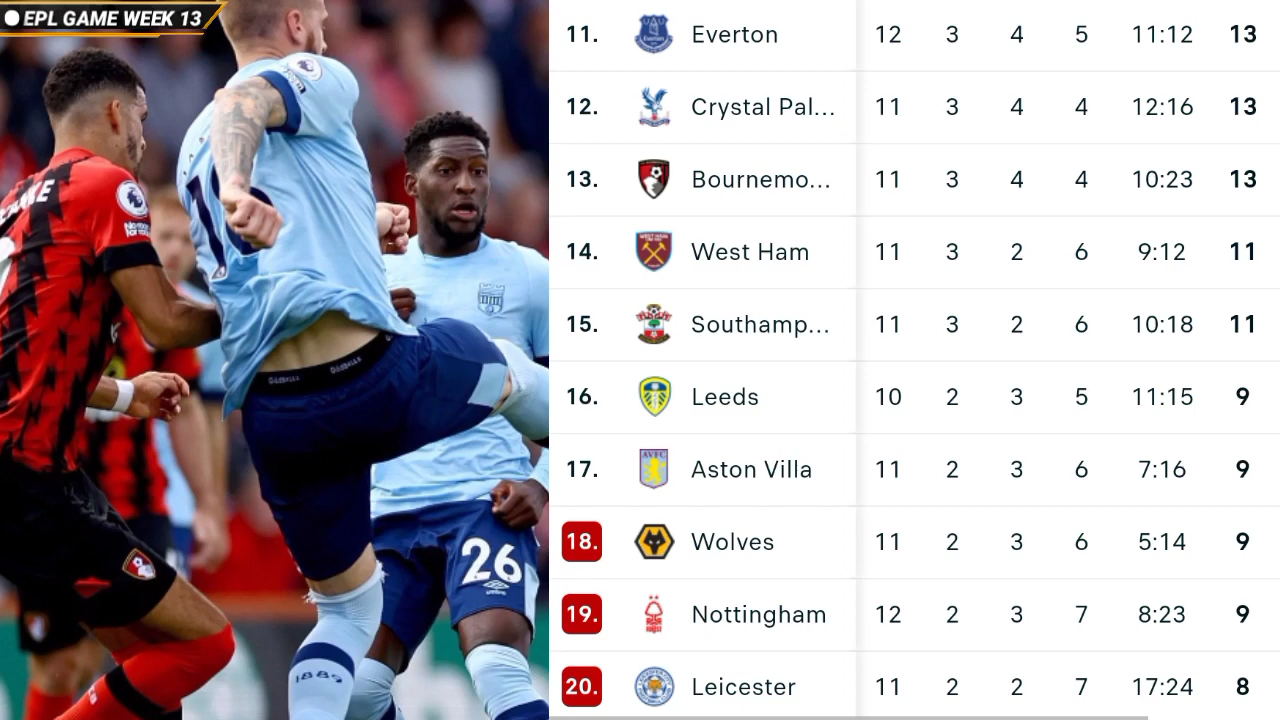 EPL GAME WEEK 13
26
1889
11. Everton 12 3 4 5 11:12 13
12. Crystal Pal... 11 3 4 4 12:16 13
13. Bournemo... 11 3 4 4 10:23 13
14. West Ham 11 3 2 6 9:12 11
15. Southamp... 11 3 2 6 10:18 11
16. Leeds 10 2 3 5 11:15 9
17. Aston Villa 11 2 3 6 7:16 9
18. Wolves 11 2 3 6 5:14 9
19. Nottingham 12 2 3 7 8:23 9
20. Leicester 11 2 2 7 17:24 8